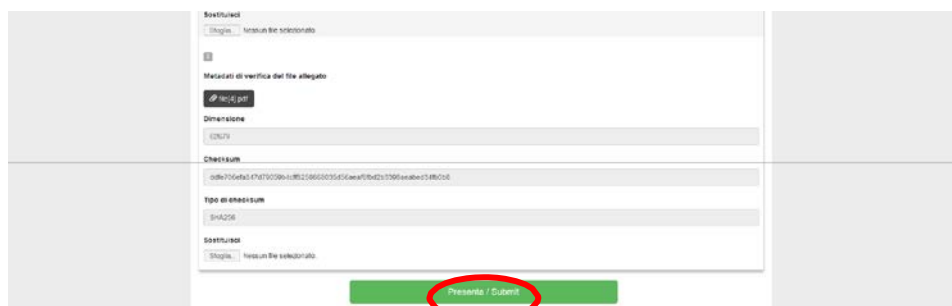 Sostituisci
Sfoglia... Nessun file selezionato.
Metadati di verifica del file allegato
file[4].pdf
Dimensione
Checksum
Tipo di checksum
SHA256
Sostituisci
Sfoglia... Nessun file selezionato.
Presenta / Submit